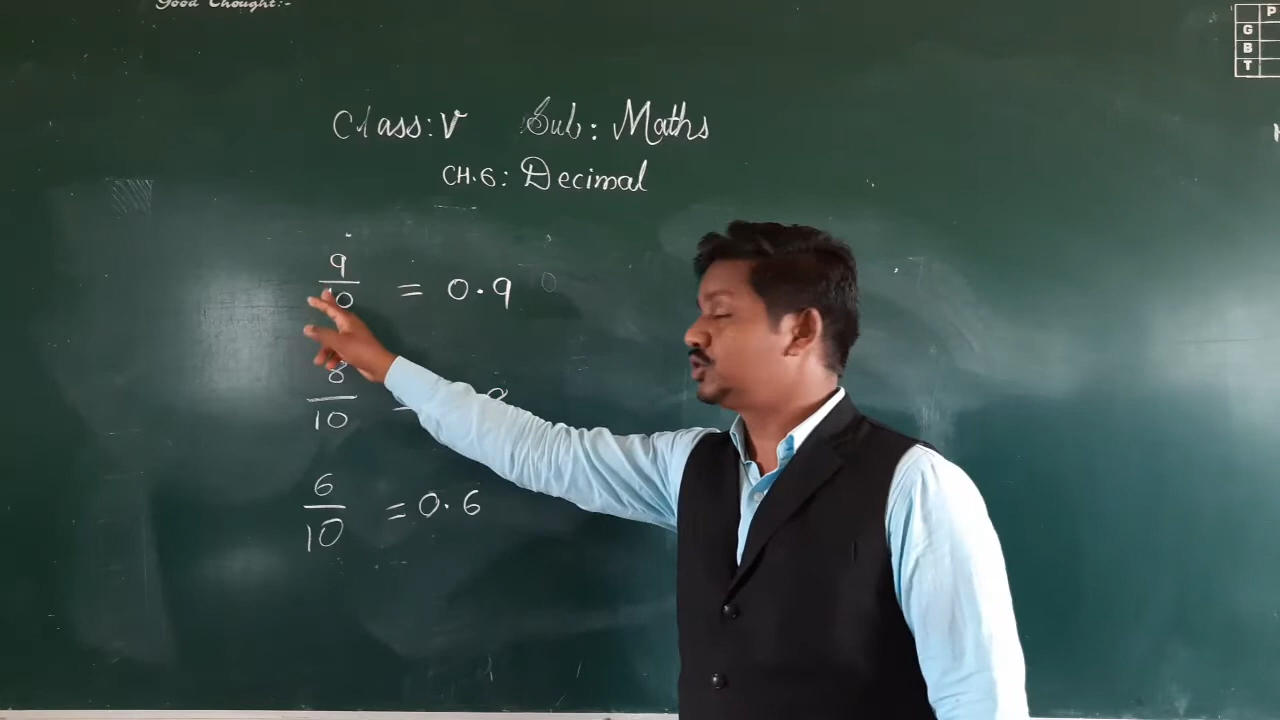 Good Thought:-
P
G
B
T
Class: V Sub: Maths
CH.6: Decimal
9/10 = 0.9
8/10
6/10 = 0.6